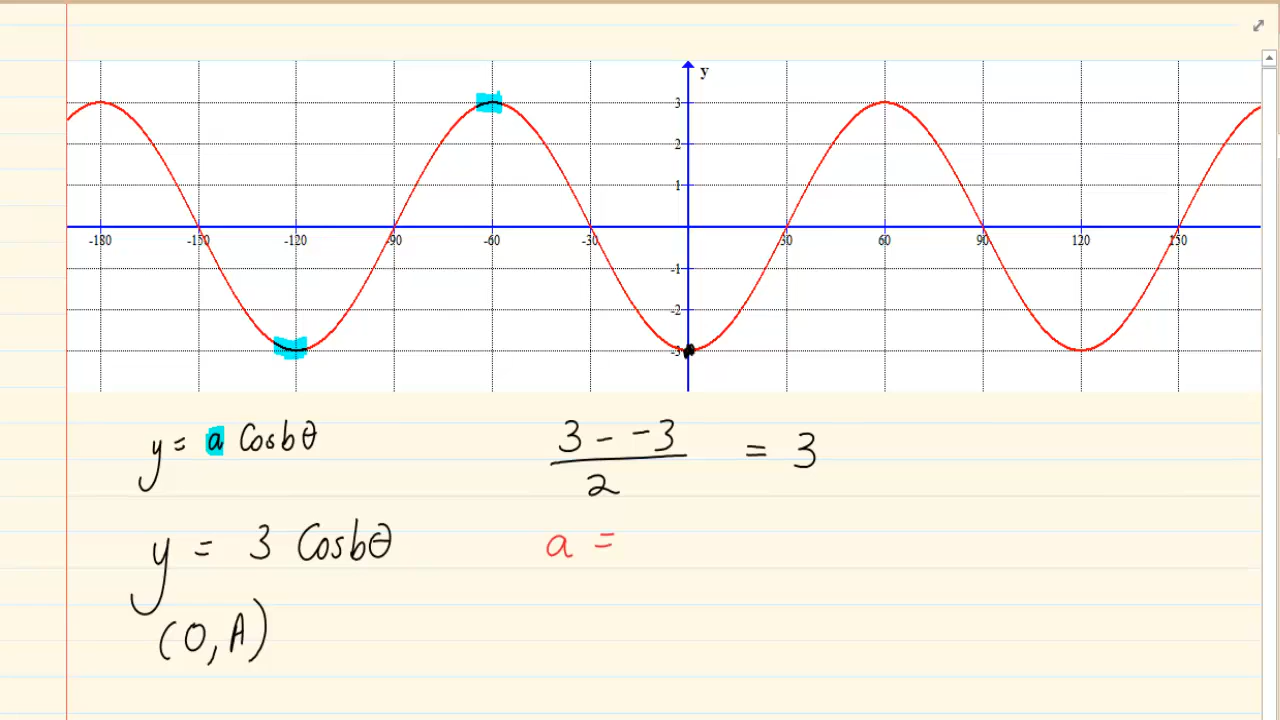 y
3
2
1
-180 -150 -120 -90 -60 -30 30 60 90 120 150
-1
-2
-3
y = a Cosbθ
3 - -3
2
= 3
y = 3 Cosbθ
a =
(0, A)